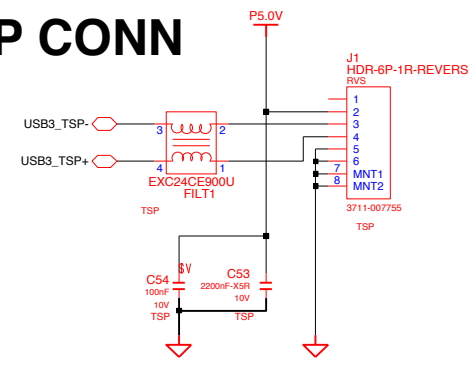 P CONN
P5.0V
J1
HDR-6P-1R-REVERS
RVS
1
2
3
4
5
6
7 MNT1
8 MNT2
3711-007755
TSP
USB3_TSP-
3 2
USB3_TSP+
4 1
EXC24CE900U
FILT1
TSP
$V
C54
100nF
10V
TSP
C53
2200nF-X5R
10V
TSP